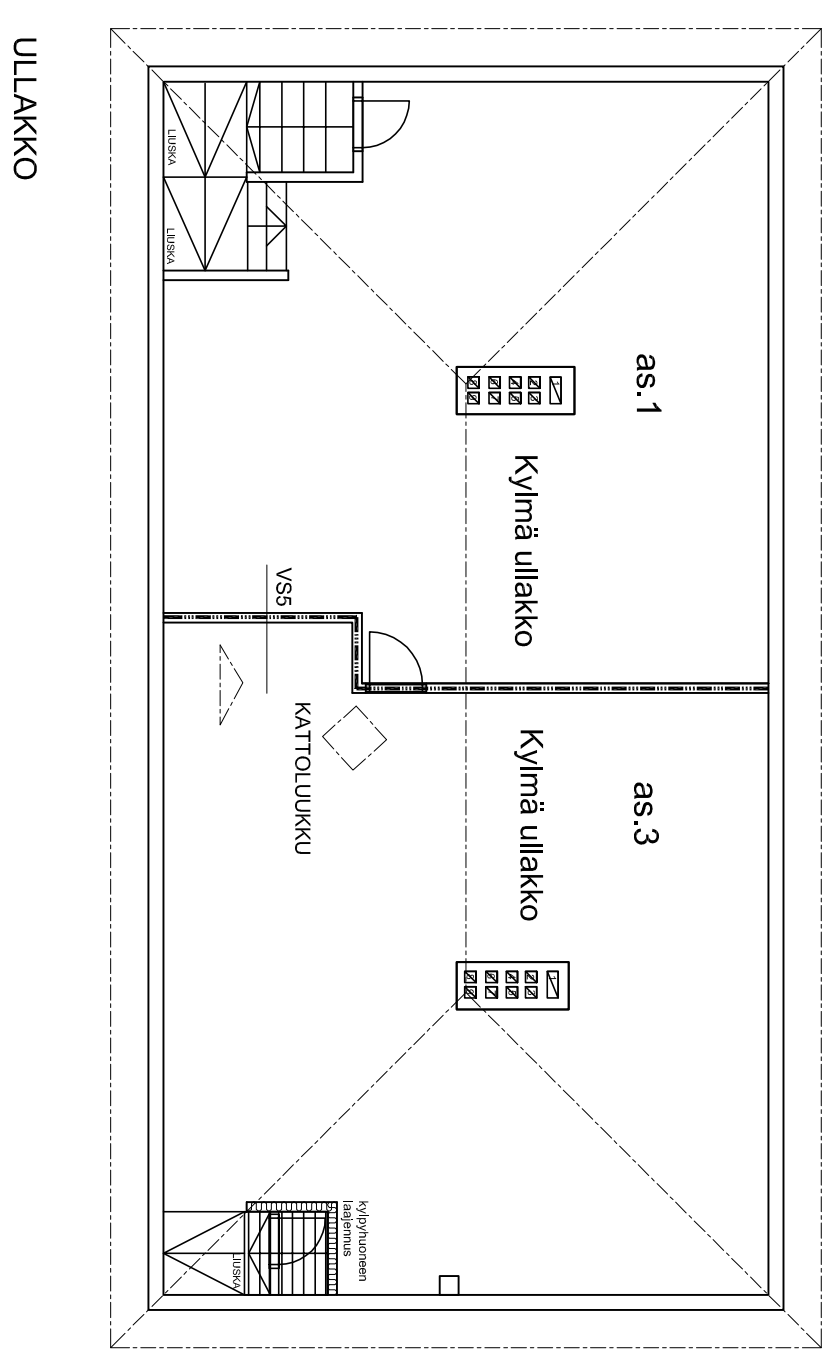 ULLAKKO
LIUSKA
LIUSKA
as.1
Kylmä ullakko
VS5
KATTOLUUKKU
Kylmä ullakko
as.3
kylpyhuoneen
laajennus
LIUSKA